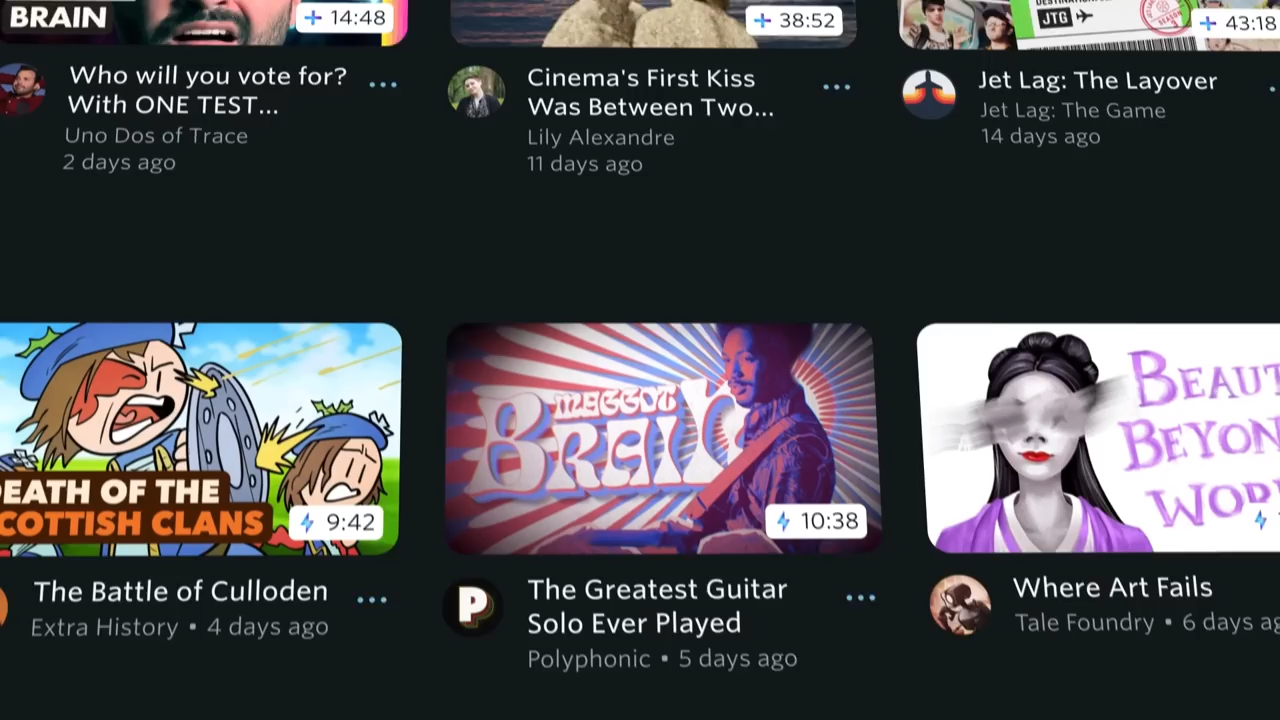 BRAIN
14:48
38:52
JTG
43:18
Who will you vote for?
With ONE TEST...
Uno Dos of Trace
2 days ago
Cinema's First Kiss
Was Between Two...
Lily Alexandre
11 days ago
Jet Lag: The Layover
Jet Lag: The Game
14 days ago
DEATH OF THE
SCOTTISH CLANS
9:42
MAGGOT
BRAIN
10:38
BEAUT
BEYON
WOR
The Battle of Culloden
Extra History • 4 days ago
P
The Greatest Guitar
Solo Ever Played
Polyphonic • 5 days ago
Where Art Fails
Tale Foundry • 6 days ag